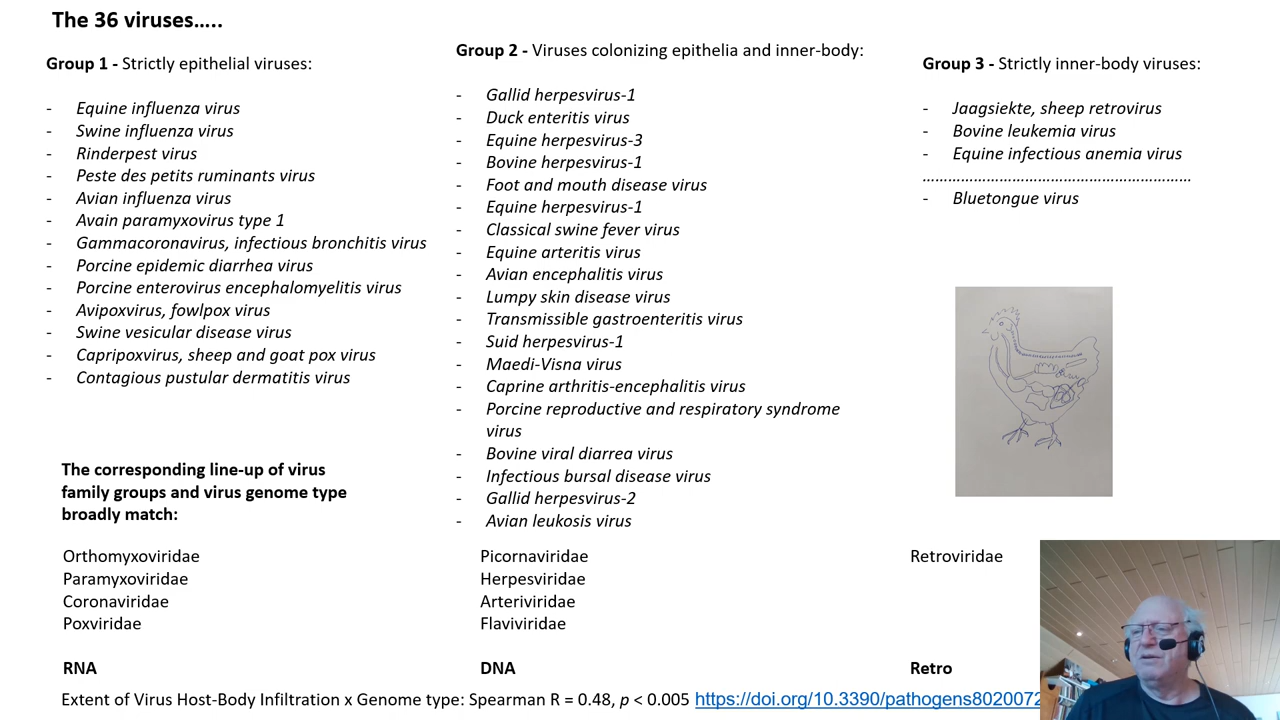 The 36 viruses…..
Group 1 - Strictly epithelial viruses:
- Equine influenza virus
- Swine influenza virus
- Rinderpest virus
- Peste des petits ruminants virus
- Avian influenza virus
- Avain paramyxovirus type 1
- Gammacoronavirus, infectious bronchitis virus
- Porcine epidemic diarrhea virus
- Porcine enterovirus encephalomyelitis virus
- Avipoxvirus, fowlpox virus
- Swine vesicular disease virus
- Capripoxvirus, sheep and goat pox virus
- Contagious pustular dermatitis virus
Group 2 - Viruses colonizing epithelia and inner-body:
- Gallid herpesvirus-1
- Duck enteritis virus
- Equine herpesvirus-3
- Bovine herpesvirus-1
- Foot and mouth disease virus
- Equine herpesvirus-1
- Classical swine fever virus
- Equine arteritis virus
- Avian encephalitis virus
- Lumpy skin disease virus
- Transmissible gastroenteritis virus
- Suid herpesvirus-1
- Maedi-Visna virus
- Caprine arthritis-encephalitis virus
- Porcine reproductive and respiratory syndrome
virus
- Bovine viral diarrea virus
- Infectious bursal disease virus
- Gallid herpesvirus-2
- Avian leukosis virus
Group 3 - Strictly inner-body viruses:
- Jaagsiekte, sheep retrovirus
- Bovine leukemia virus
- Equine infectious anemia virus
………………………………………………………
- Bluetongue virus
The corresponding line-up of virus
family groups and virus genome type
broadly match:
Orthomyxoviridae
Paramyxoviridae
Coronaviridae
Poxviridae
Picornaviridae
Herpesviridae
Arteriviridae
Flaviviridae
Retroviridae
RNA DNA Retro
Extent of Virus Host-Body Infiltration x Genome type: Spearman R = 0.48, p < 0.005 https://doi.org/10.3390/pathogens8020072